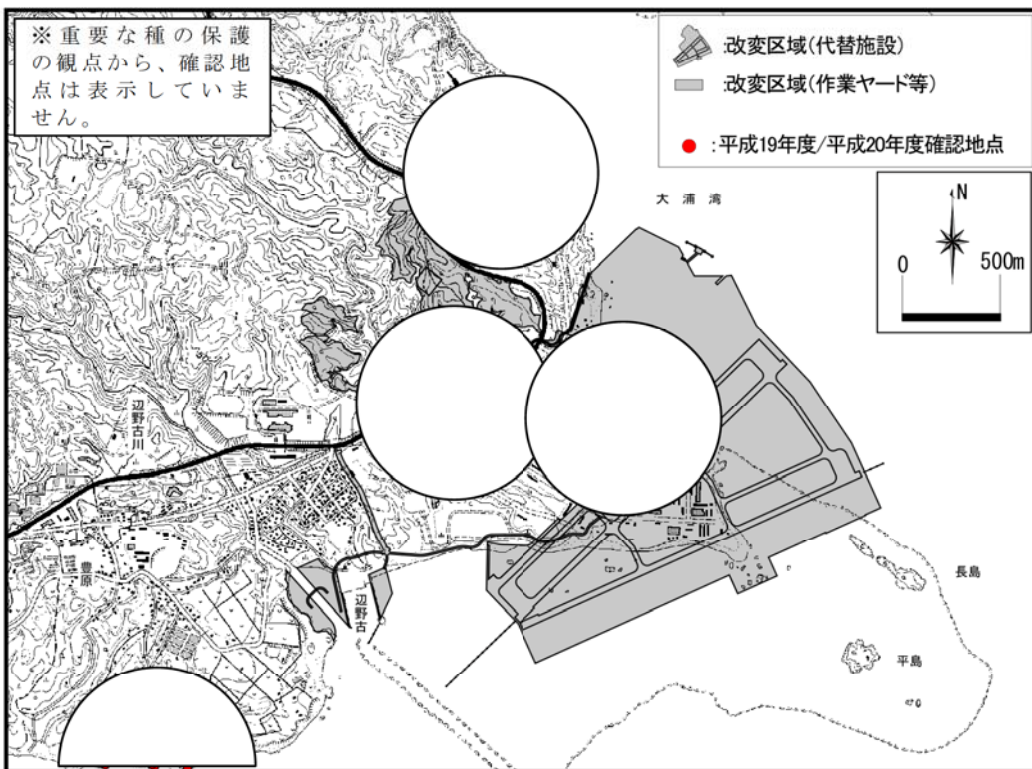 ※重要な種の保護
の観点から、確認地
点は表示していま
せん。
:改変区域(代替施設)
:改変区域(作業ヤード等)
:平成19年度/平成20年度確認地点
大浦湾
N
0 500m
辺野古川
豊原
辺野古
長島
平島